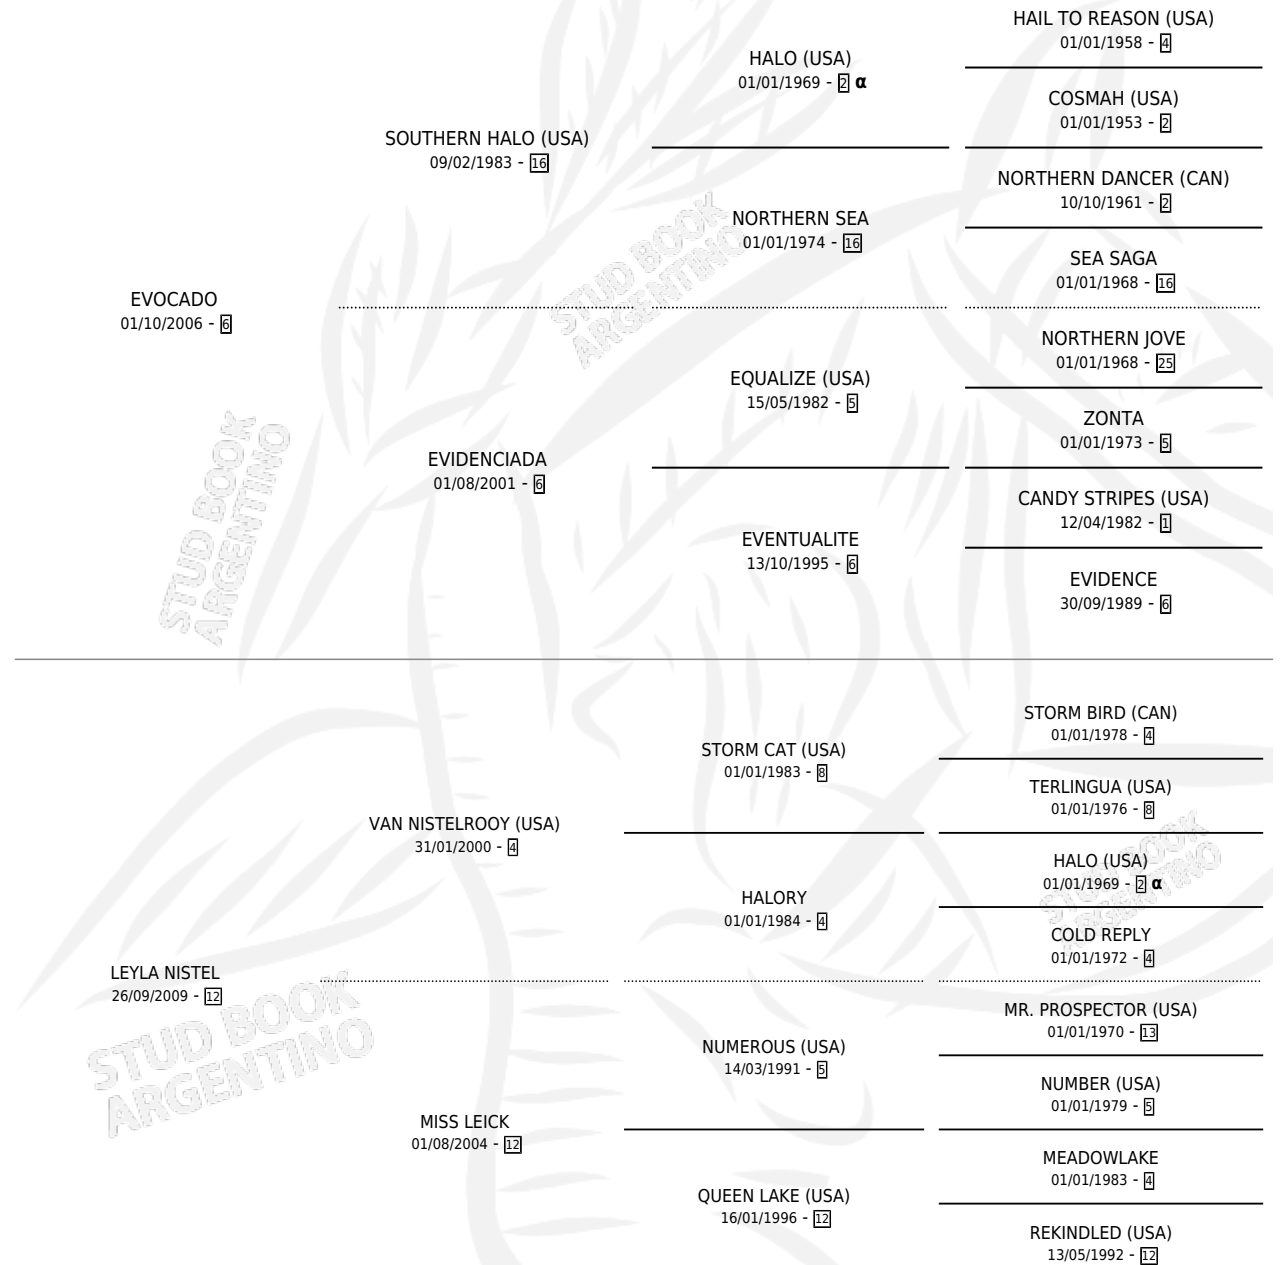 EVOCADO
01/10/2006 - 6
SOUTHERN HALO (USA)
09/02/1983 - 16
EVIDENCIADA
01/08/2001 - 6
HALO (USA)
01/01/1969 - 2 α
NORTHERN SEA
01/01/1974 - 16
EQUALIZE (USA)
15/05/1982 - 5
EVENTUALITE
13/10/1995 - 6
HAIL TO REASON (USA)
01/01/1958 - 4
COSMAH (USA)
01/01/1953 - 2
NORTHERN DANCER (CAN)
10/10/1961 - 2
SEA SAGA
01/01/1968 - 16
NORTHERN JOVE
01/01/1968 - 25
ZONTA
01/01/1973 - 5
CANDY STRIPES (USA)
12/04/1982 - 1
EVIDENCE
30/09/1989 - 6
STUD BOOK
ARGENTINO
STUD BOOK
ARGENTINO
LEYLA NISTEL
26/09/2009 - 12
VAN NISTELROOY (USA)
31/01/2000 - 4
MISS LEICK
01/08/2004 - 12
STORM CAT (USA)
01/01/1983 - 8
HALORY
01/01/1984 - 4
NUMEROUS (USA)
14/03/1991 - 5
QUEEN LAKE (USA)
16/01/1996 - 12
STORM BIRD (CAN)
01/01/1978 - 4
TERLINGUA (USA)
01/01/1976 - 8
HALO (USA)
01/01/1969 - 2 α
COLD REPLY
01/01/1972 - 4
MR. PROSPECTOR (USA)
01/01/1970 - 13
NUMBER (USA)
01/01/1979 - 5
MEADOWLAKE
01/01/1983 - 4
REKINDLED (USA)
13/05/1992 - 12
STUD BOOK
ARGENTINO
STUD BOOK
ARGENTINO